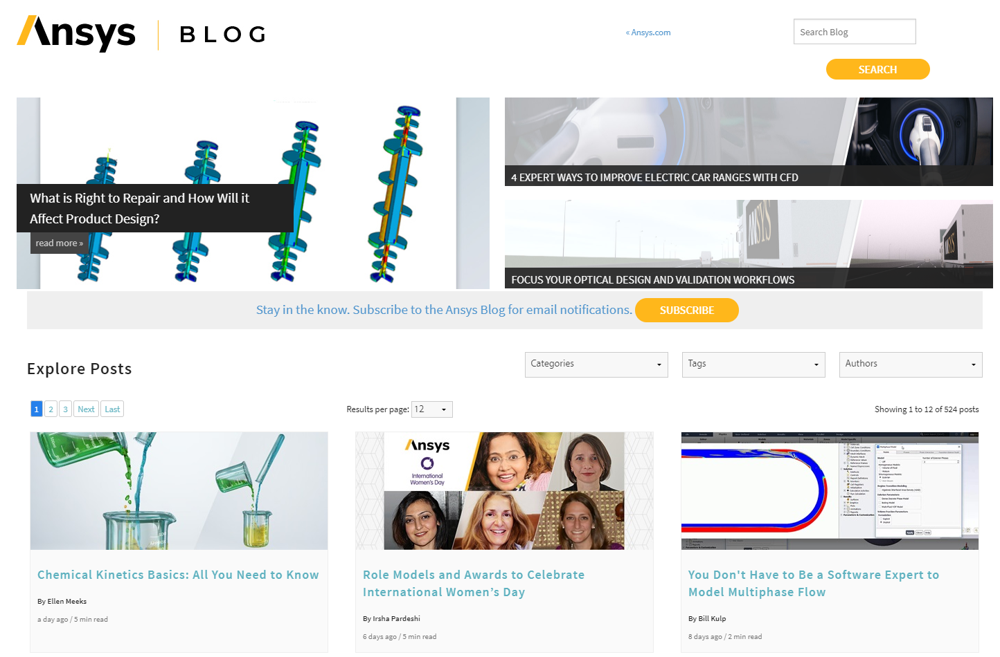 Ansys BLOG
« Ansys.com
Search Blog
SEARCH
What is Right to Repair and How Will it
Affect Product Design?
read more »
4 EXPERT WAYS TO IMPROVE ELECTRIC CAR RANGES WITH CFD
ANSYS
FOCUS YOUR OPTICAL DESIGN AND VALIDATION WORKFLOWS
Stay in the know. Subscribe to the Ansys Blog for email notifications.
SUBSCRIBE
Explore Posts
Categories
Tags
Authors
1 2 3 Next Last
Results per page: 12
Showing 1 to 12 of 524 posts
Ansys
International
Women's Day
Chemical Kinetics Basics: All You Need to Know
By Ellen Meeks
a day ago / 5 min read
Role Models and Awards to Celebrate
International Women’s Day
By Irsha Pardeshi
6 days ago / 5 min read
You Don't Have to Be a Software Expert to
Model Multiphase Flow
By Bill Kulp
8 days ago / 2 min read